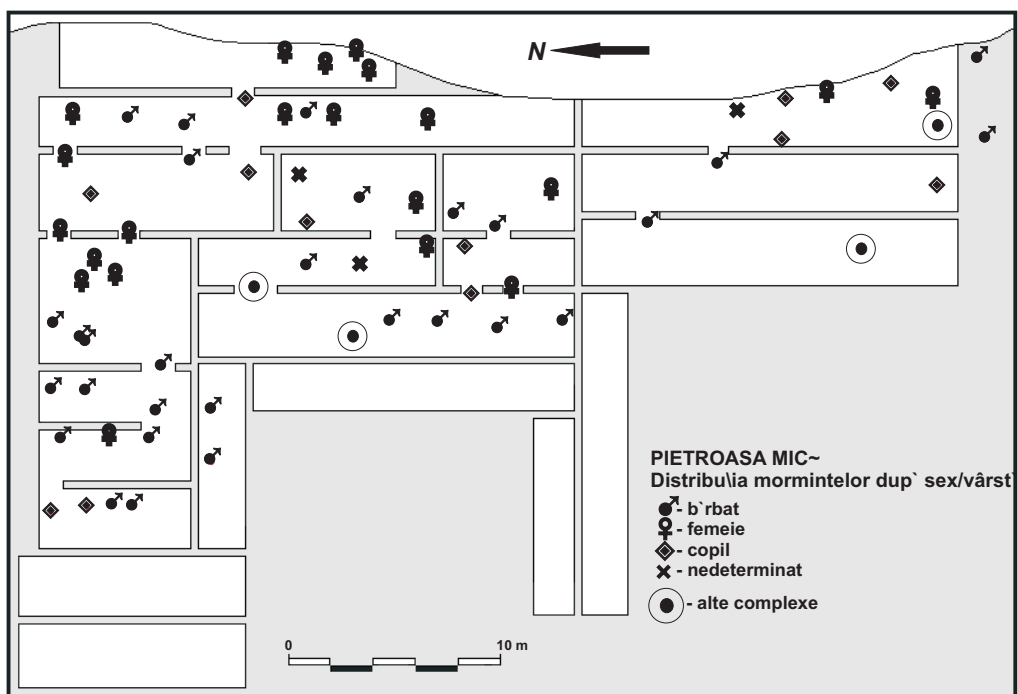 N
PIETROASA MIC~
Distribu\ia mormintelor dup` sex/vârst`
- b`rbat
- femeie
- copil
- nedeterminat
- alte complexe
0 10 m